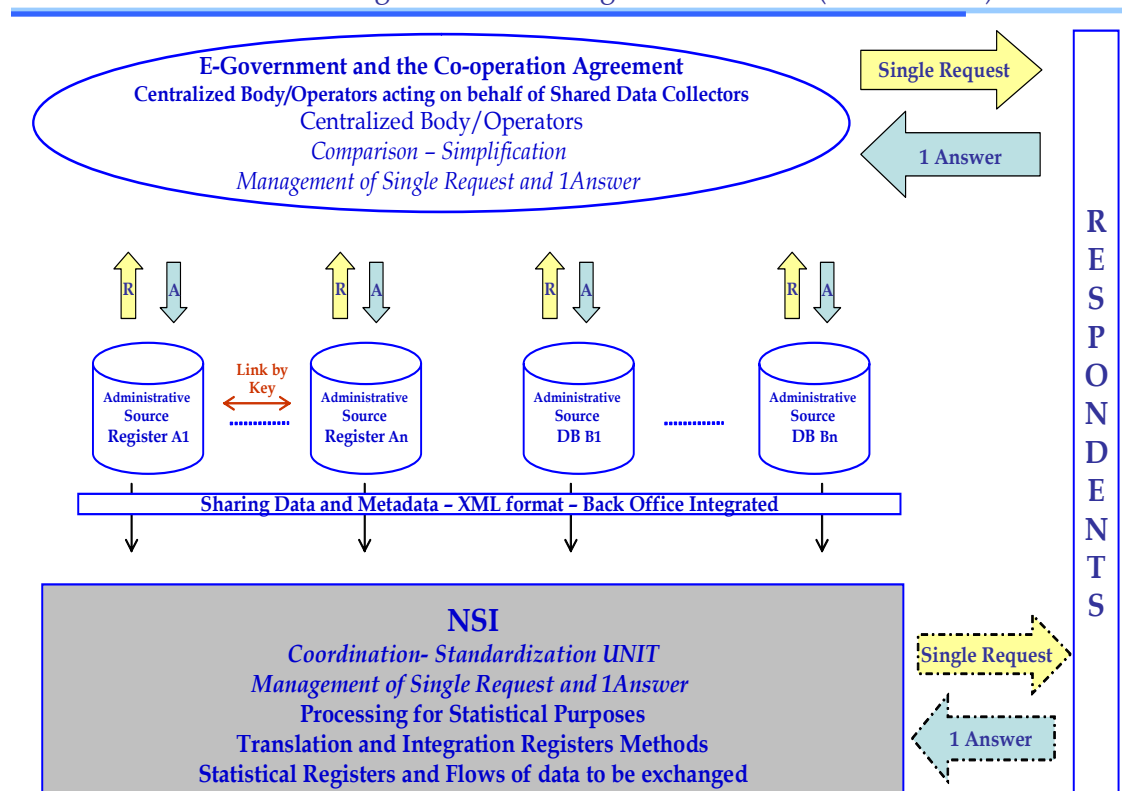 E-Government and the Co-operation Agreement
Centralized Body/Operators acting on behalf of Shared Data Collectors
Centralized Body/Operators
Comparison – Simplification
Management of Single Request and 1Answer
Single Request
1 Answer
RESPONDENTS
R
A
R
A
R
A
R
A
Administrative
Source
Register A1
Link by
Key
Administrative
Source
Register An
Administrative
Source
DB B1
Administrative
Source
DB Bn
Sharing Data and Metadata – XML format – Back Office Integrated
NSI
Coordination- Standardization UNIT
Management of Single Request and 1Answer
Processing for Statistical Purposes
Translation and Integration Registers Methods
Statistical Registers and Flows of data to be exchanged
Single Request
1 Answer